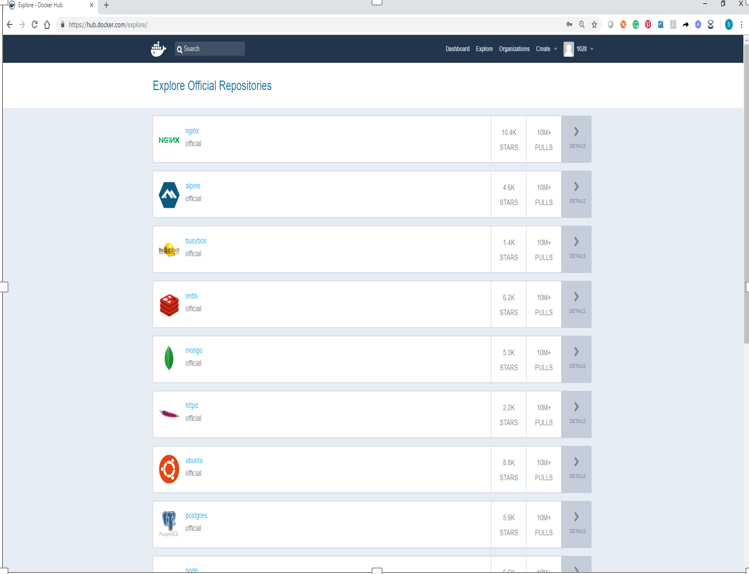 Explore - Docker Hub
https://hub.docker.com/explore/
Search
Dashboard Explore Organizations Create 1028
Explore Official Repositories
NGINX
nginx
official
10.4K
STARS
10M+
PULLS
DETAILS
alpine
official
4.6K
STARS
10M+
PULLS
DETAILS
busybox
official
1.4K
STARS
10M+
PULLS
DETAILS
redis
official
6.2K
STARS
10M+
PULLS
DETAILS
mongo
official
5.3K
STARS
10M+
PULLS
DETAILS
httpd
official
2.2K
STARS
10M+
PULLS
DETAILS
ubuntu
official
8.8K
STARS
10M+
PULLS
DETAILS
PostgreSQL
postgres
official
5.9K
STARS
10M+
PULLS
DETAILS
node
10M+